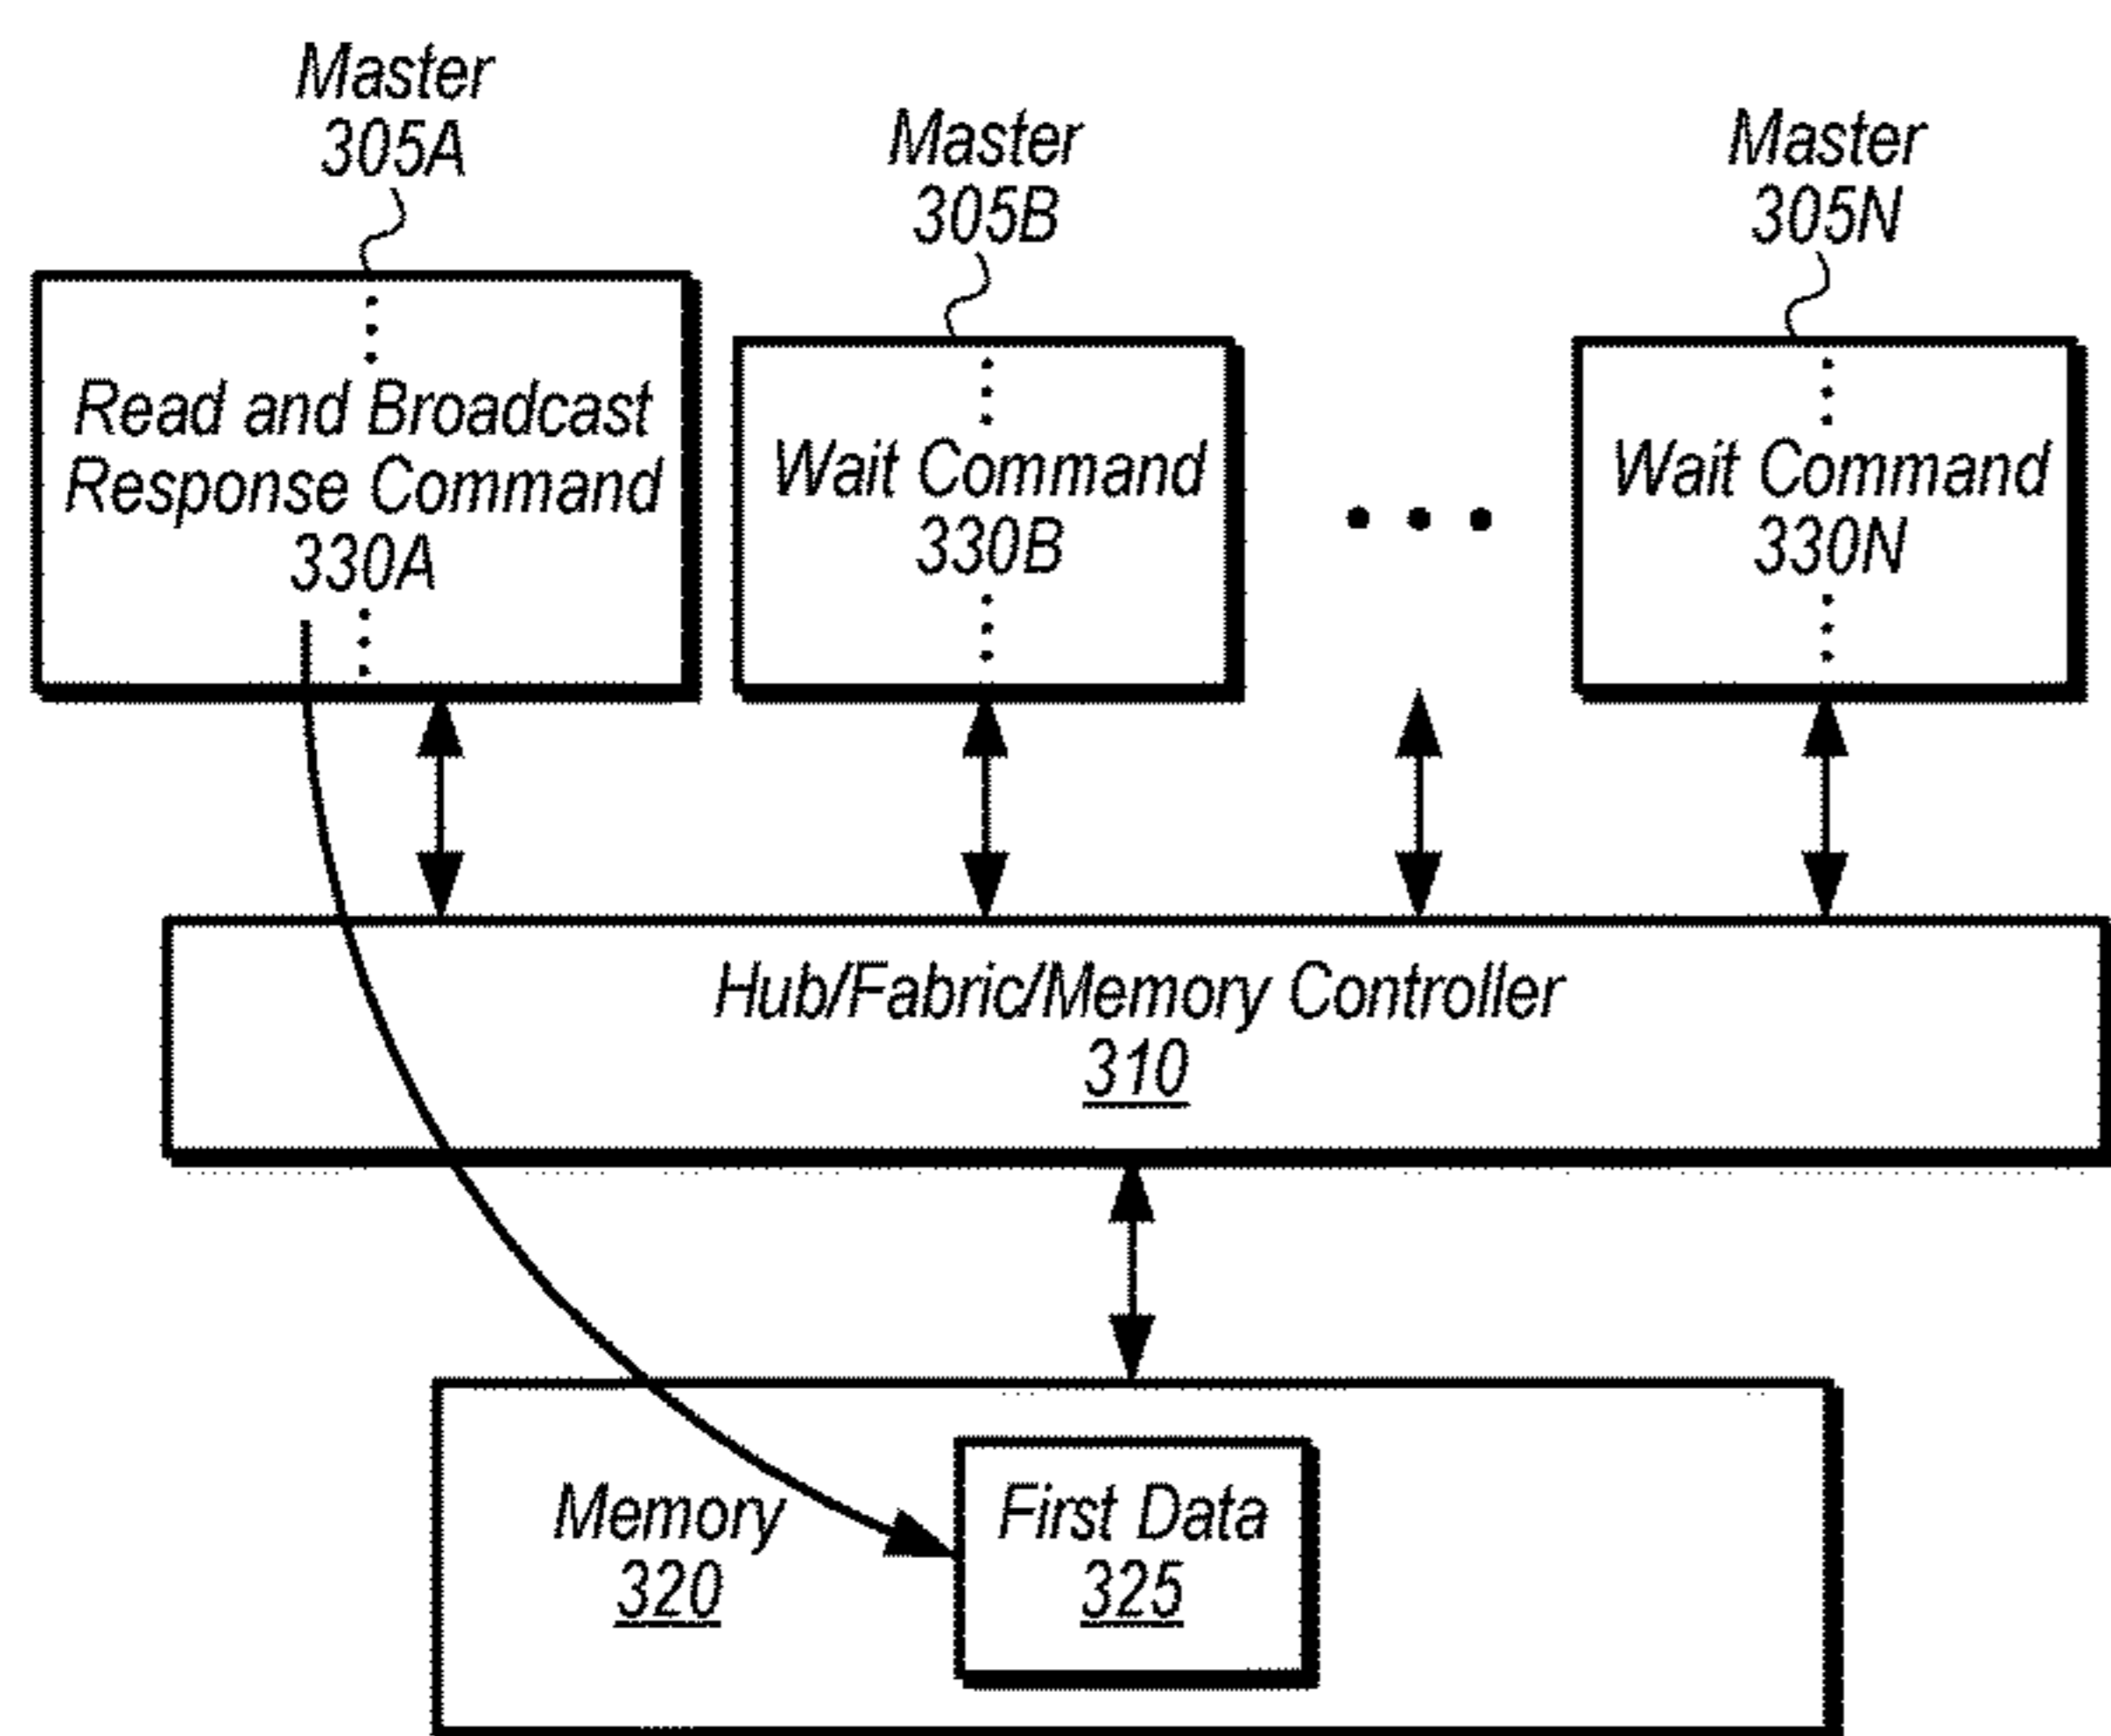 Master
305A
Master
305B
Master
305N
Read and Broadcast
Response Command
330A
Wait Command
330B
Wait Command
330N
Hub/Fabric/Memory Controller
310
Memory
320
First Data
325